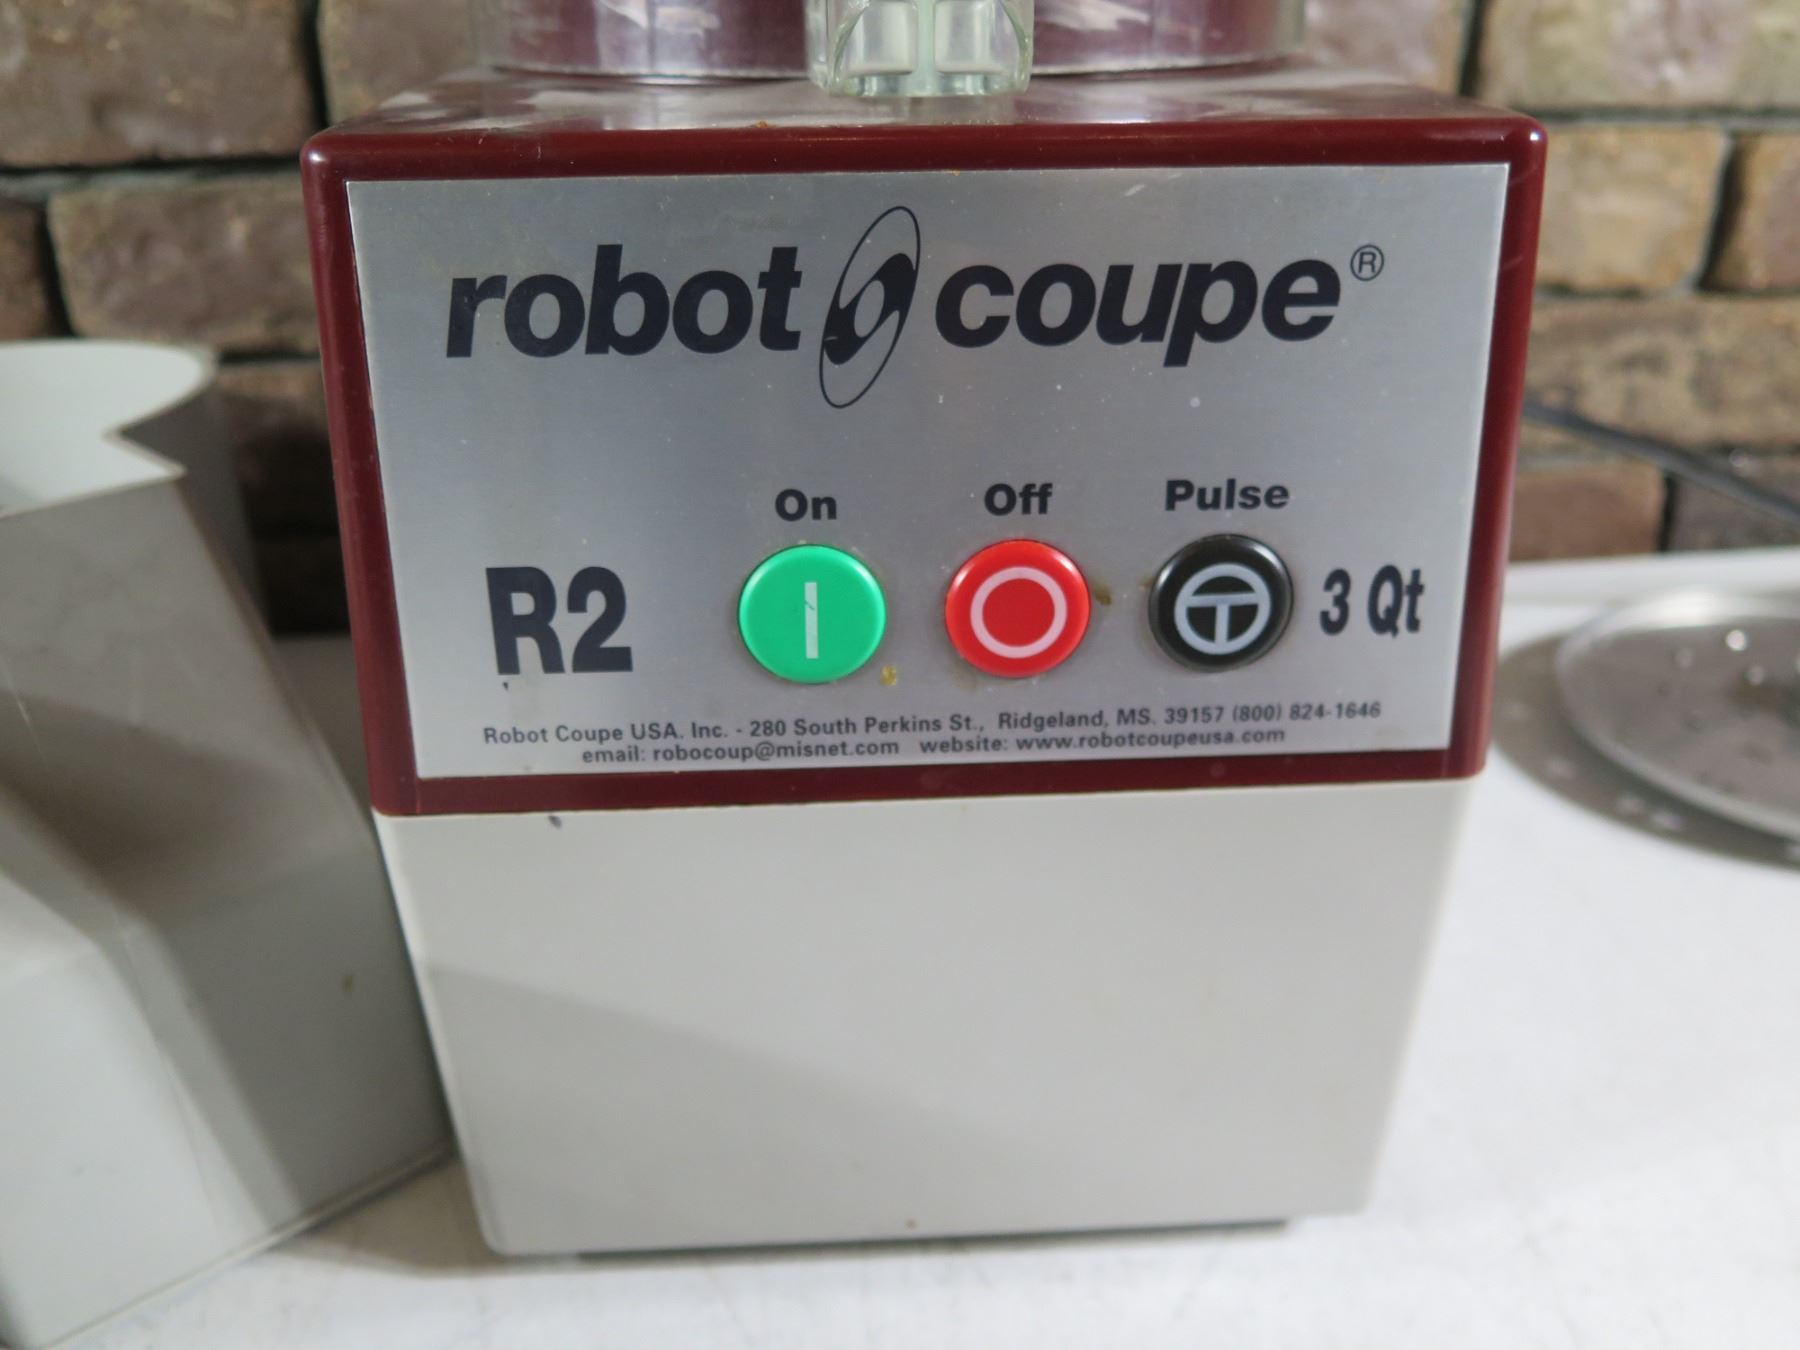 robot coupe®
On Off Pulse
R2 3 Qt
Robot Coupe USA, Inc. - 280 South Perkins St., Ridgeland, MS. 39157 (800) 824-1646
email: robocoup@misnet.com website: www.robotcoupeusa.com